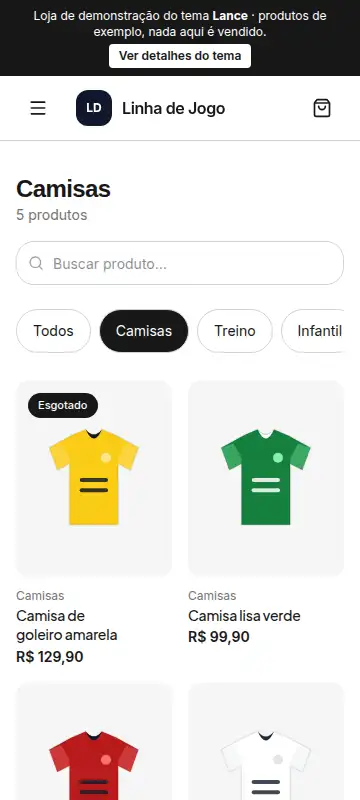 Loja de demonstração do tema Lance · produtos de
exemplo, nada aqui é vendido.
Ver detalhes do tema
LD
Linha de Jogo
Camisas
5 produtos
Buscar produto...
Todos
Camisas
Treino
Infantil
Esgotado
Camisas
Camisa de
goleiro amarela
R$ 129,90
Camisas
Camisa lisa verde
R$ 99,90